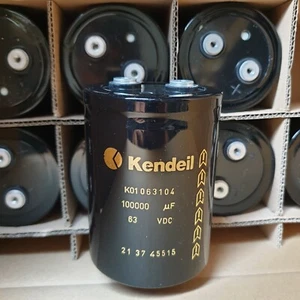 Kendeil
K01063104
100000 µF
63 VDC
21 37 45515